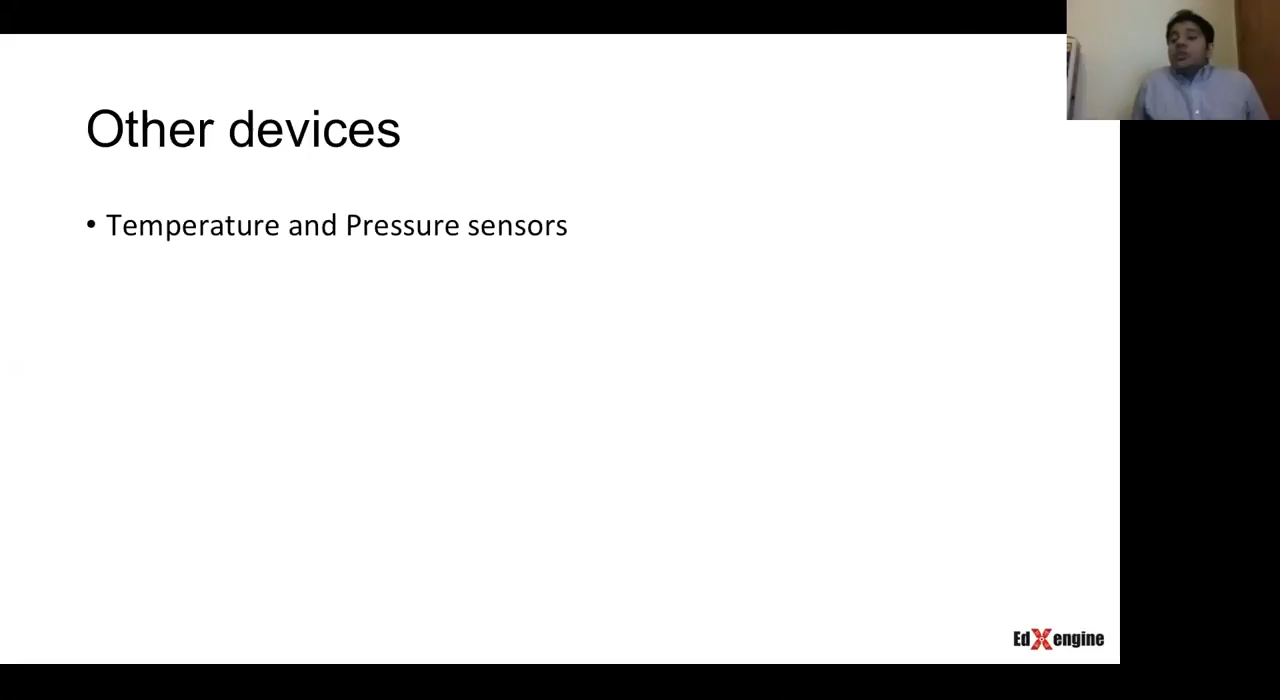 Other devices
• Temperature and Pressure sensors
EdXengine